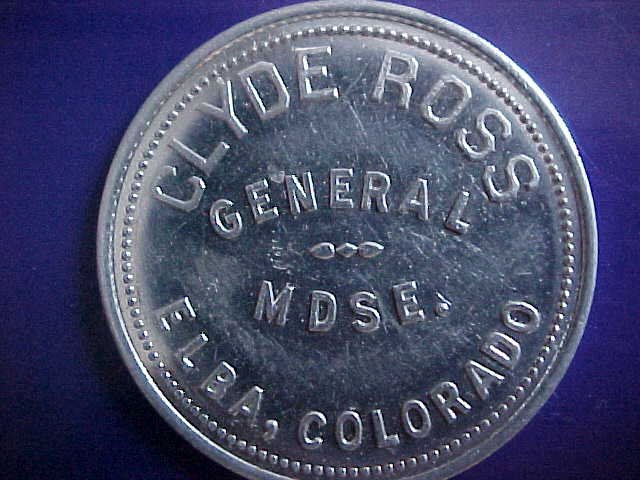 CLYDE ROSS
GENERAL
MDSE.
ELBA, COLORADO